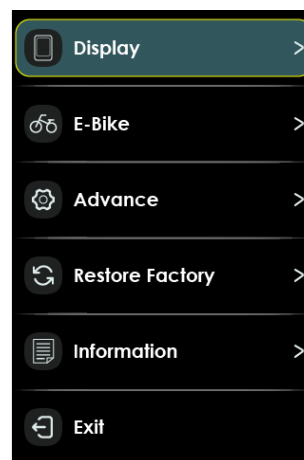 Display
E-Bike
Advance
Restore Factory
Information
Exit